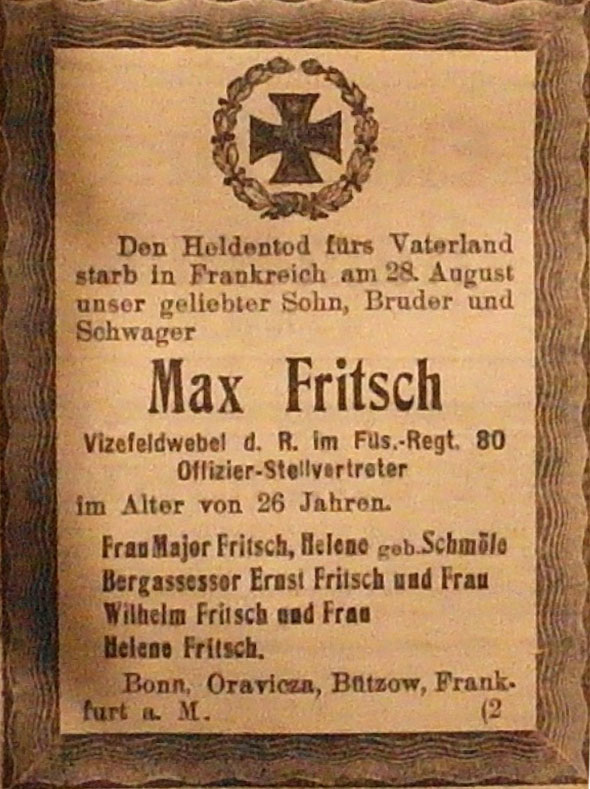 Den Heldentod fürs Vaterland
starb in Frankreich am 28. August
unser geliebter Sohn, Bruder und
Schwager
Max Fritsch
Vizefeldwebel d. R. im Füs.-Regt. 80
Offizier-Stellvertreter
im Alter von 26 Jahren.
Frau Major Fritsch, Helene geb. Schmöle
Bergassessor Ernst Fritsch und Frau
Wilhelm Fritsch und Frau
Helene Fritsch.
Bonn, Oravicza, Bützow, Frank-
furt a. M. (2